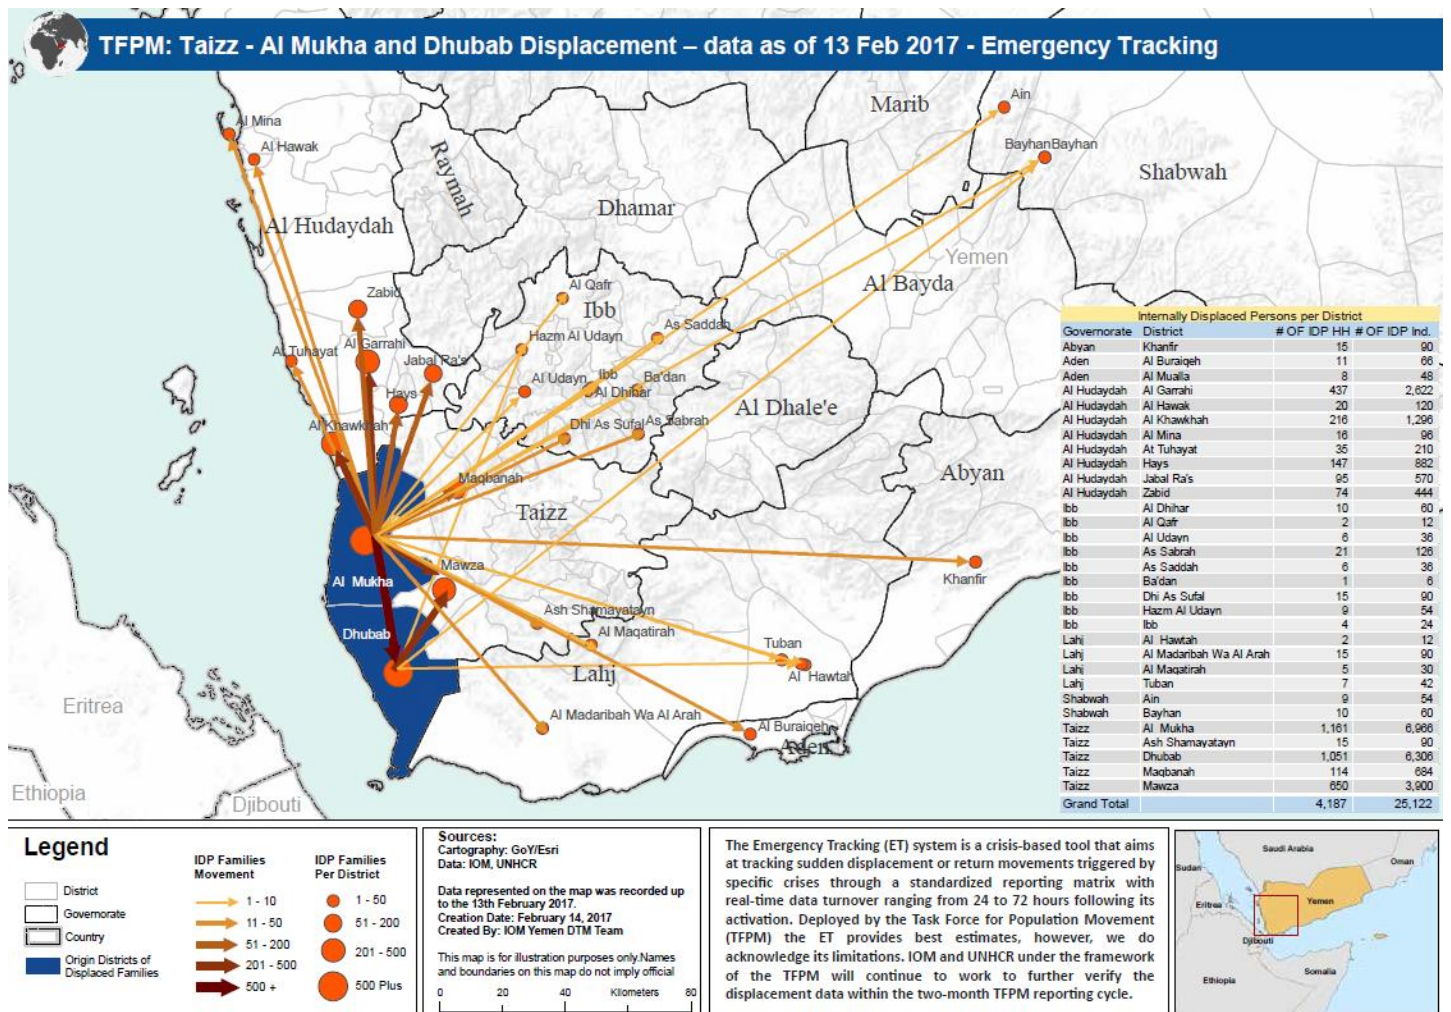 TFPM: Taizz - Al Mukha and Dhubab Displacement – data as of 13 Feb 2017 - Emergency Tracking
Al Mina
Al Hawak
Raymah
Al Hudaydah
Dhamar
Marib
Ain
BayhanBayhan
Shabwah
Yemen
Al Bayda
Zabid
Al Qafr
Ibb
As Saddah
Hazm Al Udayn
At Tuhayat
Al Garrahi
Jabal Ra's
Al Udayn
Ibb
Al Dhihar
Ba'dan
Hays
Al Khawkhah
Dhi As Sufal
As Sabrah
Al Dhale'e
Abyan
Maqbanah
Taizz
Mawza
Al Mukha
Khanfir
Dhubab
Ash Shamayatayn
Al Maqatirah
Tuban
Lahj
Al Hawtah
Al Madaribah Wa Al Arah
Al Buraiqeh
Aden
Eritrea
Ethiopia
Djibouti
Internally Displaced Persons per District
Governorate District # OF IDP HH # OF IDP Ind.
Abyan Khanfir 15 90
Aden Al Buraiqeh 11 66
Aden Al Mualla 8 48
Al Hudaydah Al Garrahi 437 2,622
Al Hudaydah Al Hawak 20 120
Al Hudaydah Al Khawkhah 216 1,296
Al Hudaydah Al Mina 16 96
Al Hudaydah At Tuhayat 35 210
Al Hudaydah Hays 147 882
Al Hudaydah Jabal Ra's 95 570
Al Hudaydah Zabid 74 444
Ibb Al Dhihar 10 60
Ibb Al Qafr 2 12
Ibb Al Udayn 6 36
Ibb As Sabrah 21 126
Ibb As Saddah 6 36
Ibb Ba'dan 1 6
Ibb Dhi As Sufal 15 90
Ibb Hazm Al Udayn 9 54
Ibb Ibb 4 24
Lahj Al Hawtah 2 12
Lahj Al Madaribah Wa Al Arah 15 90
Lahj Al Maqatirah 5 30
Lahj Tuban 7 42
Shabwah Ain 9 54
Shabwah Bayhan 10 60
Taizz Al Mukha 1,161 6,966
Taizz Ash Shamayatayn 15 90
Taizz Dhubab 1,051 6,306
Taizz Maqbanah 114 684
Taizz Mawza 650 3,900
Grand Total 4,187 25,122
Legend
District
Governorate
Country
Origin Districts of
Displaced Families
IDP Families
Movement
1 - 10
11 - 50
51 - 200
201 - 500
500 +
IDP Families
Per District
1 - 50
51 - 200
201 - 500
500 Plus
Sources:
Cartography: GoY/Esri
Data: IOM, UNHCR
Data represented on the map was recorded up
to the 13th February 2017.
Creation Date: February 14, 2017
Created By: IOM Yemen DTM Team
This map is for illustration purposes only.Names
and boundaries on this map do not imply official
0 20 40 Kilometers 80
The Emergency Tracking (ET) system is a crisis-based tool that aims
at tracking sudden displacement or return movements triggered by
specific crises through a standardized reporting matrix with
real-time data turnover ranging from 24 to 72 hours following its
activation. Deployed by the Task Force for Population Movement
(TFPM) the ET provides best estimates, however, we do
acknowledge its limitations. IOM and UNHCR under the framework
of the TFPM will continue to work to further verify the
displacement data within the two-month TFPM reporting cycle.
Saudi Arabia
Sudan
Oman
Eritrea
Yemen
Djibouti
Ethiopia
Somalia